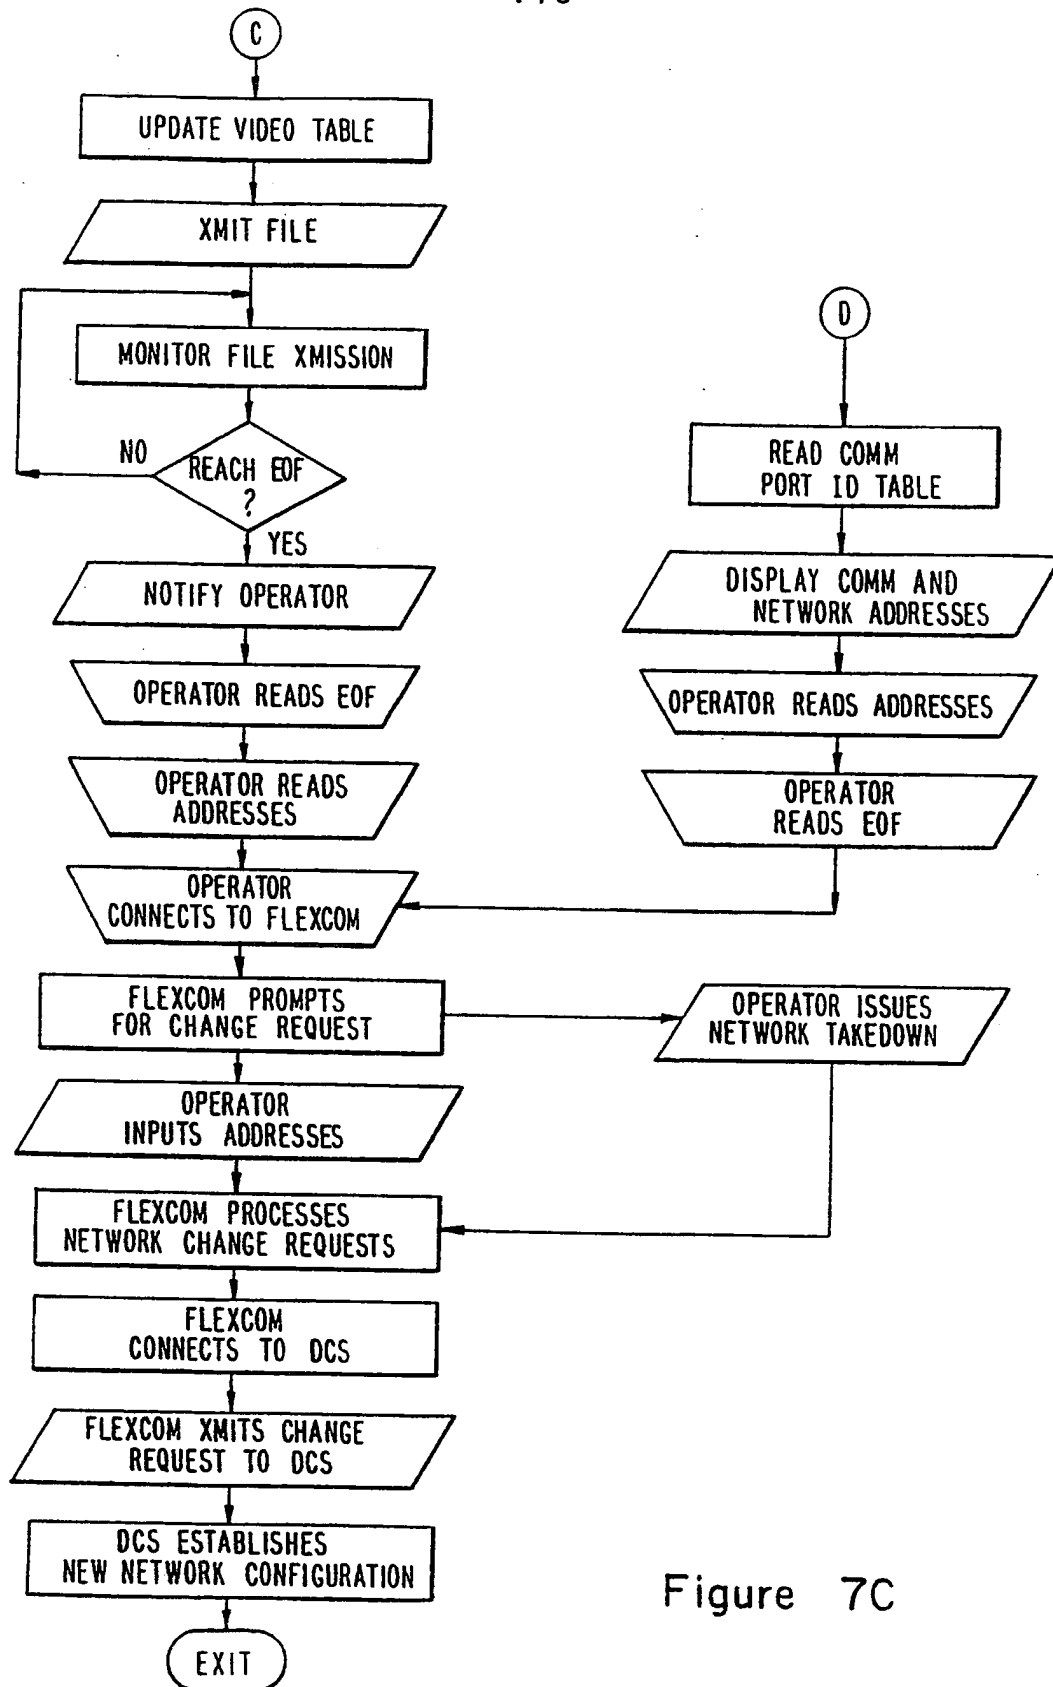 C
UPDATE VIDEO TABLE
XMIT FILE
MONITOR FILE XMISSION
NO
REACH EOF
?
YES
NOTIFY OPERATOR
OPERATOR READS EOF
OPERATOR READS
ADDRESSES
OPERATOR
CONNECTS TO FLEXCOM
FLEXCOM PROMPTS
FOR CHANGE REQUEST
OPERATOR
INPUTS ADDRESSES
FLEXCOM PROCESSES
NETWORK CHANGE REQUESTS
FLEXCOM
CONNECTS TO DCS
FLEXCOM XMITS CHANGE
REQUEST TO DCS
DCS ESTABLISHES
NEW NETWORK CONFIGURATION
EXIT
D
READ COMM
PORT ID TABLE
DISPLAY COMM AND
NETWORK ADDRESSES
OPERATOR READS ADDRESSES
OPERATOR
READS EOF
OPERATOR ISSUES
NETWORK TAKEDOWN
Figure 7C